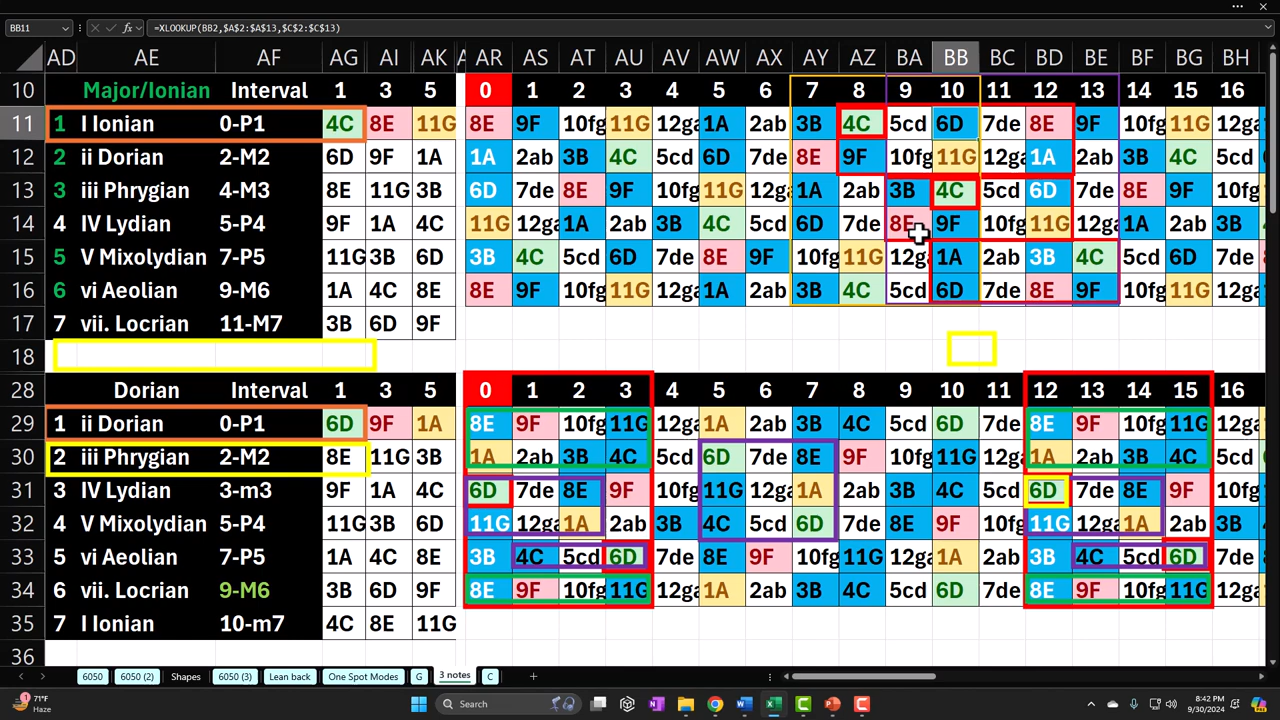 BB11 fx =XLOOKUP(BB2,$A$2:$A$13,$C$2:$C$13)
AD AE AF AG AI AK A AR AS AT AU AV AW AX AY AZ BA BB BC BD BE BF BG BH
10 Major/Ionian Interval 1 3 5 0 1 2 3 4 5 6 7 8 9 10 11 12 13 14 15 16
11 1 I Ionian 0-P1 4C 8E 11G 8E 9F 10fg 11G 12ga 1A 2ab 3B 4C 5cd 6D 7de 8E 9F 10fg 11G 12ga
12 2 ii Dorian 2-M2 6D 9F 1A 1A 2ab 3B 4C 5cd 6D 7de 8E 9F 10fg 11G 12ga 1A 2ab 3B 4C 5cd
13 3 iii Phrygian 4-M3 8E 11G 3B 6D 7de 8E 9F 10fg 11G 12ga 1A 2ab 3B 4C 5cd 6D 7de 8E 9F 10fg
14 4 IV Lydian 5-P4 9F 1A 4C 11G 12ga 1A 2ab 3B 4C 5cd 6D 7de 8E 9F 10fg 11G 12ga 1A 2ab 3B
15 5 V Mixolydian 7-P5 11G 3B 6D 3B 4C 5cd 6D 7de 8E 9F 10fg 11G 12ga 1A 2ab 3B 4C 5cd 6D 7de
16 6 vi Aeolian 9-M6 1A 4C 8E 8E 9F 10fg 11G 12ga 1A 2ab 3B 4C 5cd 6D 7de 8E 9F 10fg 11G 12ga
17 7 vii. Locrian 11-M7 3B 6D 9F
18
28 Dorian Interval 1 3 5 0 1 2 3 4 5 6 7 8 9 10 11 12 13 14 15 16
29 1 ii Dorian 0-P1 6D 9F 1A 8E 9F 10fg 11G 12ga 1A 2ab 3B 4C 5cd 6D 7de 8E 9F 10fg 11G 12ga
30 2 iii Phrygian 2-M2 8E 11G 3B 1A 2ab 3B 4C 5cd 6D 7de 8E 9F 10fg 11G 12ga 1A 2ab 3B 4C 5cd
31 3 IV Lydian 3-m3 9F 1A 4C 6D 7de 8E 9F 10fg 11G 12ga 1A 2ab 3B 4C 5cd 6D 7de 8E 9F 10fg
32 4 V Mixolydian 5-P4 11G 3B 6D 11G 12ga 1A 2ab 3B 4C 5cd 6D 7de 8E 9F 10fg 11G 12ga 1A 2ab 3B
33 5 vi Aeolian 7-P5 1A 4C 8E 3B 4C 5cd 6D 7de 8E 9F 10fg 11G 12ga 1A 2ab 3B 4C 5cd 6D 7de
34 6 vii. Locrian 9-M6 3B 6D 9F 8E 9F 10fg 11G 12ga 1A 2ab 3B 4C 5cd 6D 7de 8E 9F 10fg 11G 12ga
35 7 I Ionian 10-m7 4C 8E 11G
36
6050 6050 (2) Shapes 6050 (3) Lean back One Spot Modes G 3 notes C
71°F
Haze
Search
8:42 PM
9/30/2024